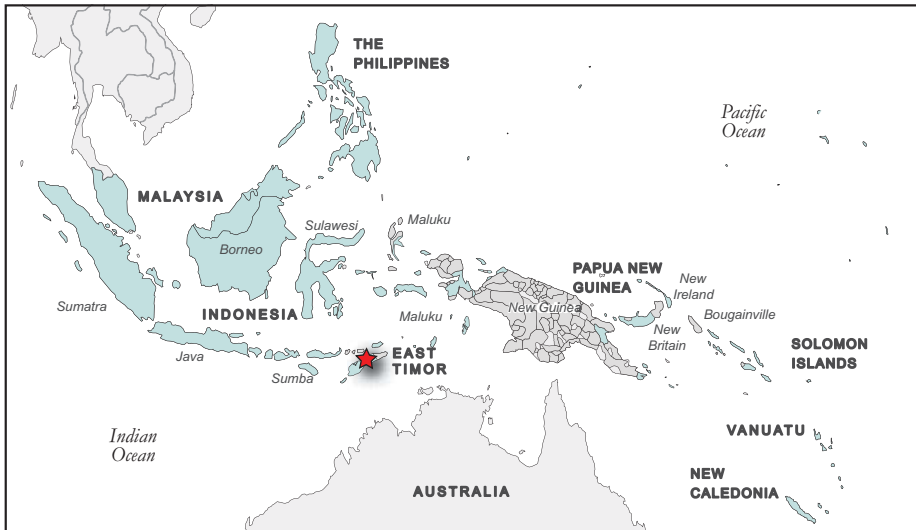 THE
PHILIPPINES
Pacific
Ocean
MALAYSIA
Sulawesi
Maluku
Borneo
PAPUA NEW
GUINEA
New
Ireland
Sumatra
INDONESIA
Maluku
New Guinea
Bougainville
New
Britain
Java
EAST
TIMOR
SOLOMON
ISLANDS
Sumba
Indian
Ocean
VANUATU
NEW
CALEDONIA
AUSTRALIA